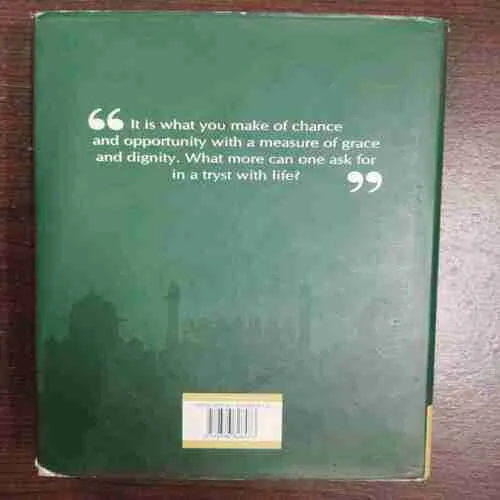 “ It is what you make of chance
and opportunity with a measure of grace
and dignity. What more can one ask for
in a tryst with life? ”